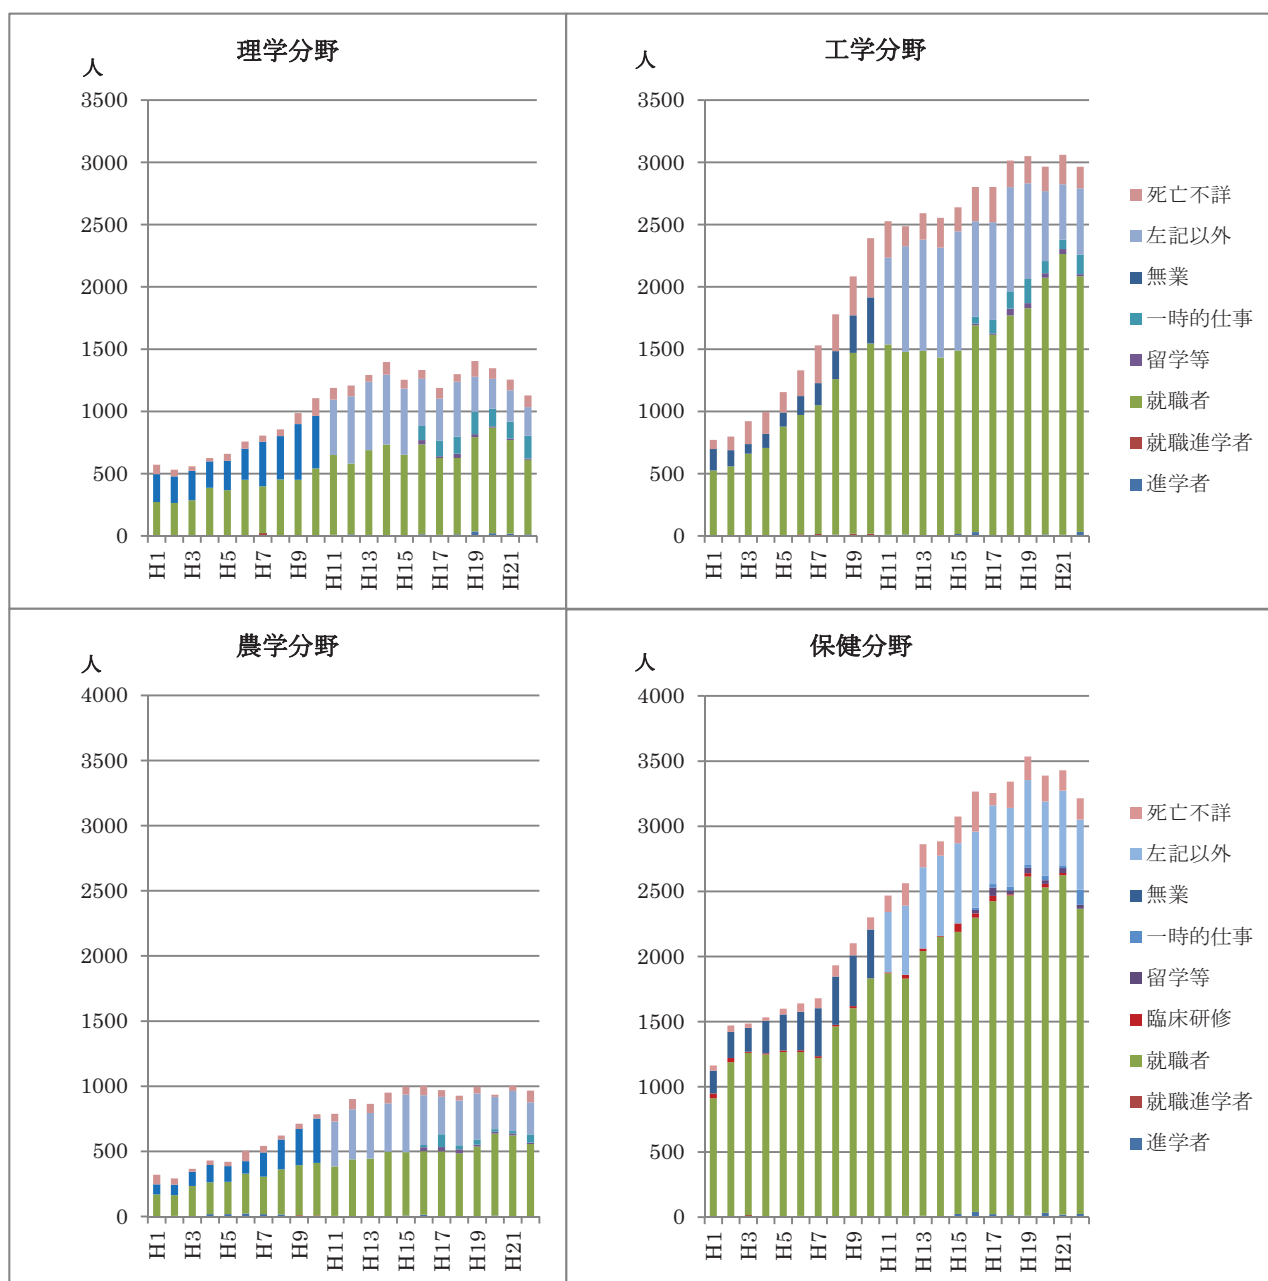 理学分野
人
3500
3000
2500
2000
1500
1000
500
0
H1
H3
H5
H7
H9
H11
H13
H15
H17
H19
H21
工学分野
人
3500
3000
2500
2000
1500
1000
500
0
H1
H3
H5
H7
H9
H11
H13
H15
H17
H19
H21
死亡不詳
左記以外
無業
一時的仕事
留学等
就職者
就職進学者
進学者
農学分野
人
4000
3500
3000
2500
2000
1500
1000
500
0
H1
H3
H5
H7
H9
H11
H13
H15
H17
H19
H21
保健分野
人
4000
3500
3000
2500
2000
1500
1000
500
0
H1
H3
H5
H7
H9
H11
H13
H15
H17
H19
H21
死亡不詳
左記以外
無業
一時的仕事
留学等
臨床研修
就職者
就職進学者
進学者